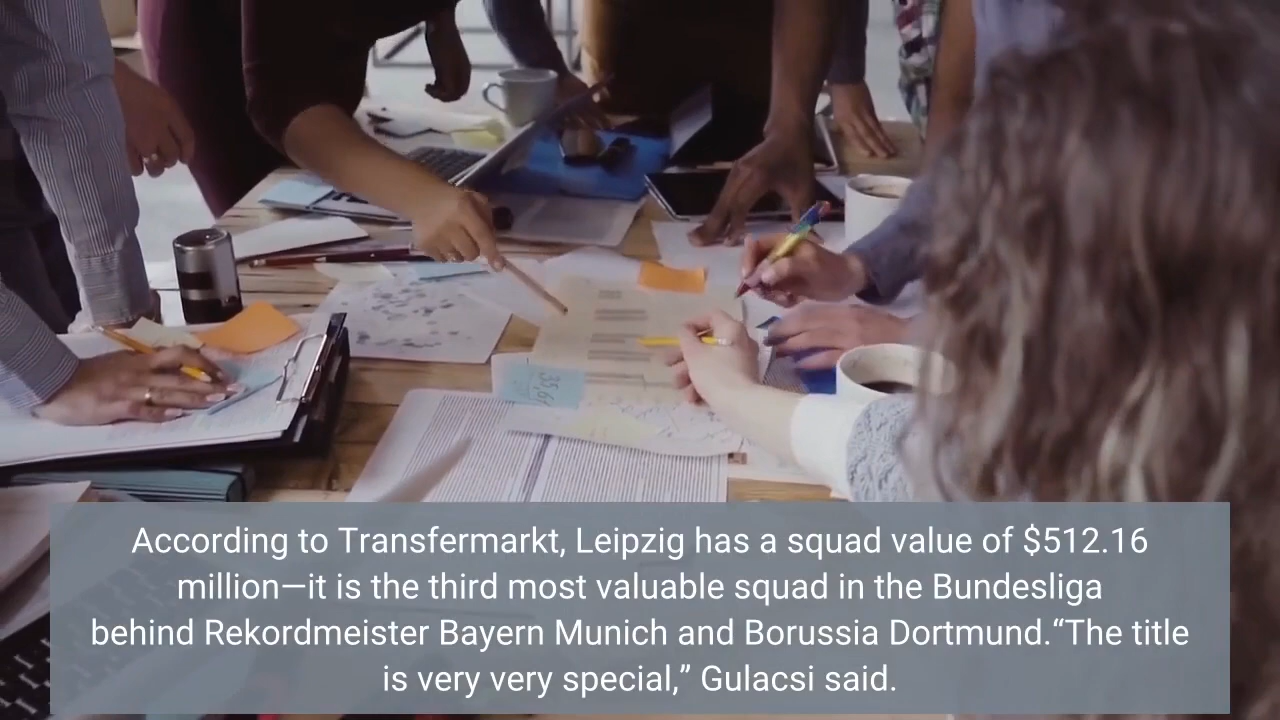 According to Transfermarkt, Leipzig has a squad value of $512.16
million—it is the third most valuable squad in the Bundesliga
behind Rekordmeister Bayern Munich and Borussia Dortmund.“The title
is very very special,” Gulacsi said.